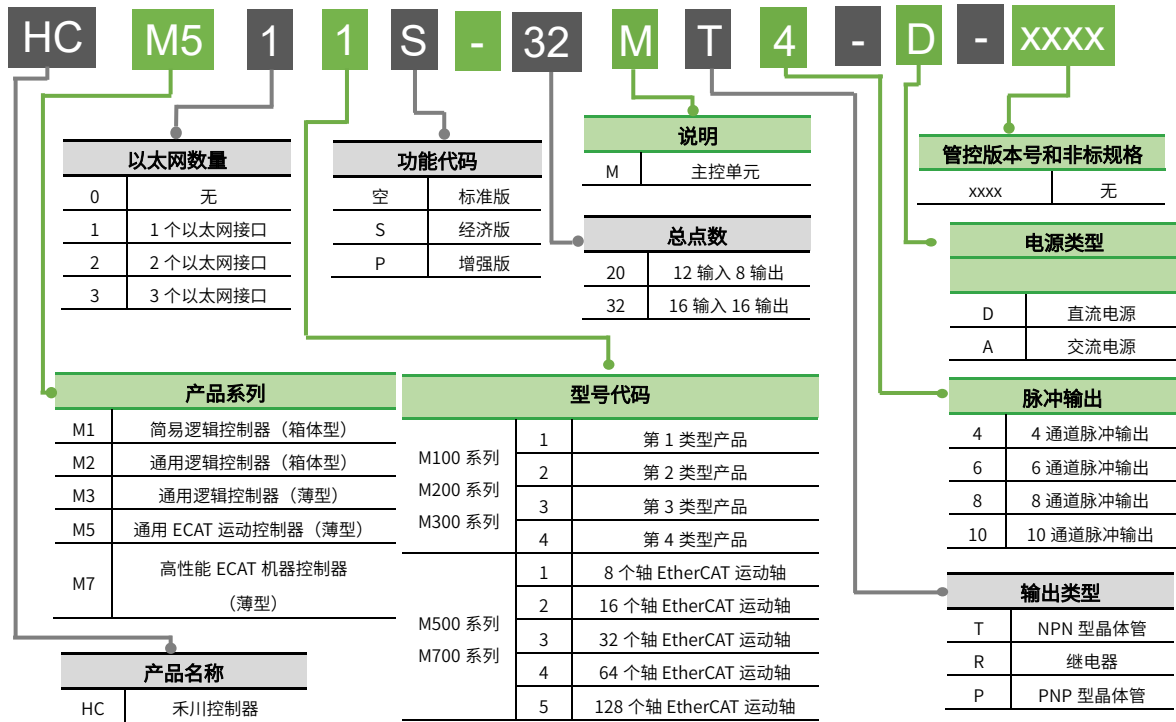 HC M5 1 1 S - 32 M T 4 - D - xxxx
以太网数量
0 无
1 1 个以太网接口
2 2 个以太网接口
3 3 个以太网接口
功能代码
空 标准版
S 经济版
P 增强版
说明
M 主控单元
总点数
20 12 输入 8 输出
32 16 输入 16 输出
管控版本号和非标规格
xxxx 无
电源类型
D 直流电源
A 交流电源
产品系列
M1 简易逻辑控制器（箱体型）
M2 通用逻辑控制器（箱体型）
M3 通用逻辑控制器（薄型）
M5 通用 ECAT 运动控制器（薄型）
M7 高性能 ECAT 机器控制器
（薄型）
型号代码
M100 系列
M200 系列
M300 系列
1 第 1 类型产品
2 第 2 类型产品
3 第 3 类型产品
4 第 4 类型产品
M500 系列
M700 系列
1 8 个轴 EtherCAT 运动轴
2 16 个轴 EtherCAT 运动轴
3 32 个轴 EtherCAT 运动轴
4 64 个轴 EtherCAT 运动轴
5 128 个轴 EtherCAT 运动轴
脉冲输出
4 4 通道脉冲输出
6 6 通道脉冲输出
8 8 通道脉冲输出
10 10 通道脉冲输出
输出类型
T NPN 型晶体管
R 继电器
P PNP 型晶体管
产品名称
HC 禾川控制器